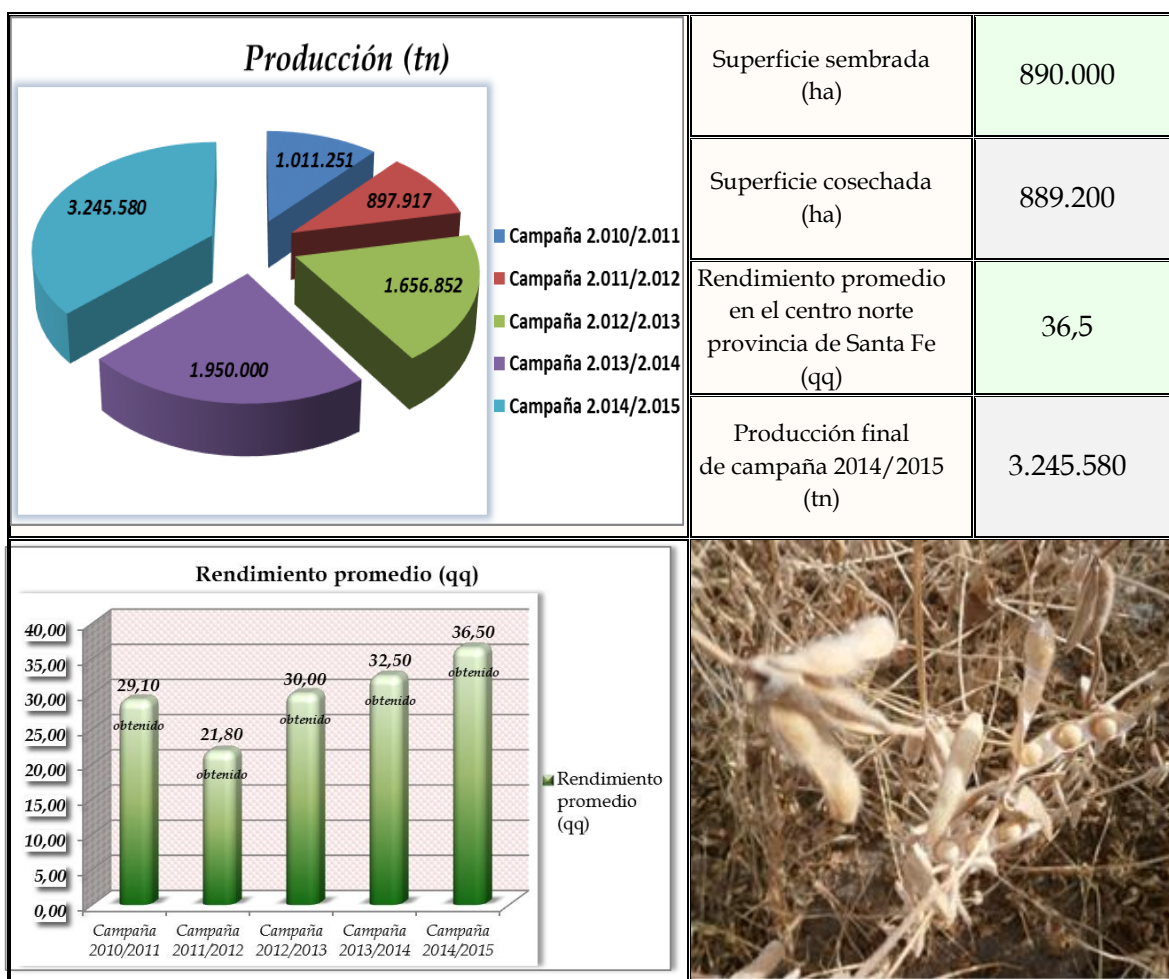 Producción (tn)
1.011.251
897.917
1.656.852
1.950.000
3.245.580
Campaña 2.010/2.011
Campaña 2.011/2.012
Campaña 2.012/2.013
Campaña 2.013/2.014
Campaña 2.014/2.015
Superficie sembrada
(ha)
890.000
Superficie cosechada
(ha)
889.200
Rendimiento promedio
en el centro norte
provincia de Santa Fe
(qq)
36,5
Producción final
de campaña 2014/2015
(tn)
3.245.580
Rendimiento promedio (qq)
40,00
35,00
30,00
25,00
20,00
15,00
10,00
5,00
0,00
29,10
obtenido
21,80
obtenido
30,00
obtenido
32,50
obtenido
36,50
obtenido
Campaña
2010/2011
Campaña
2011/2012
Campaña
2012/2013
Campaña
2013/2014
Campaña
2014/2015
Rendimiento
promedio
(qq)